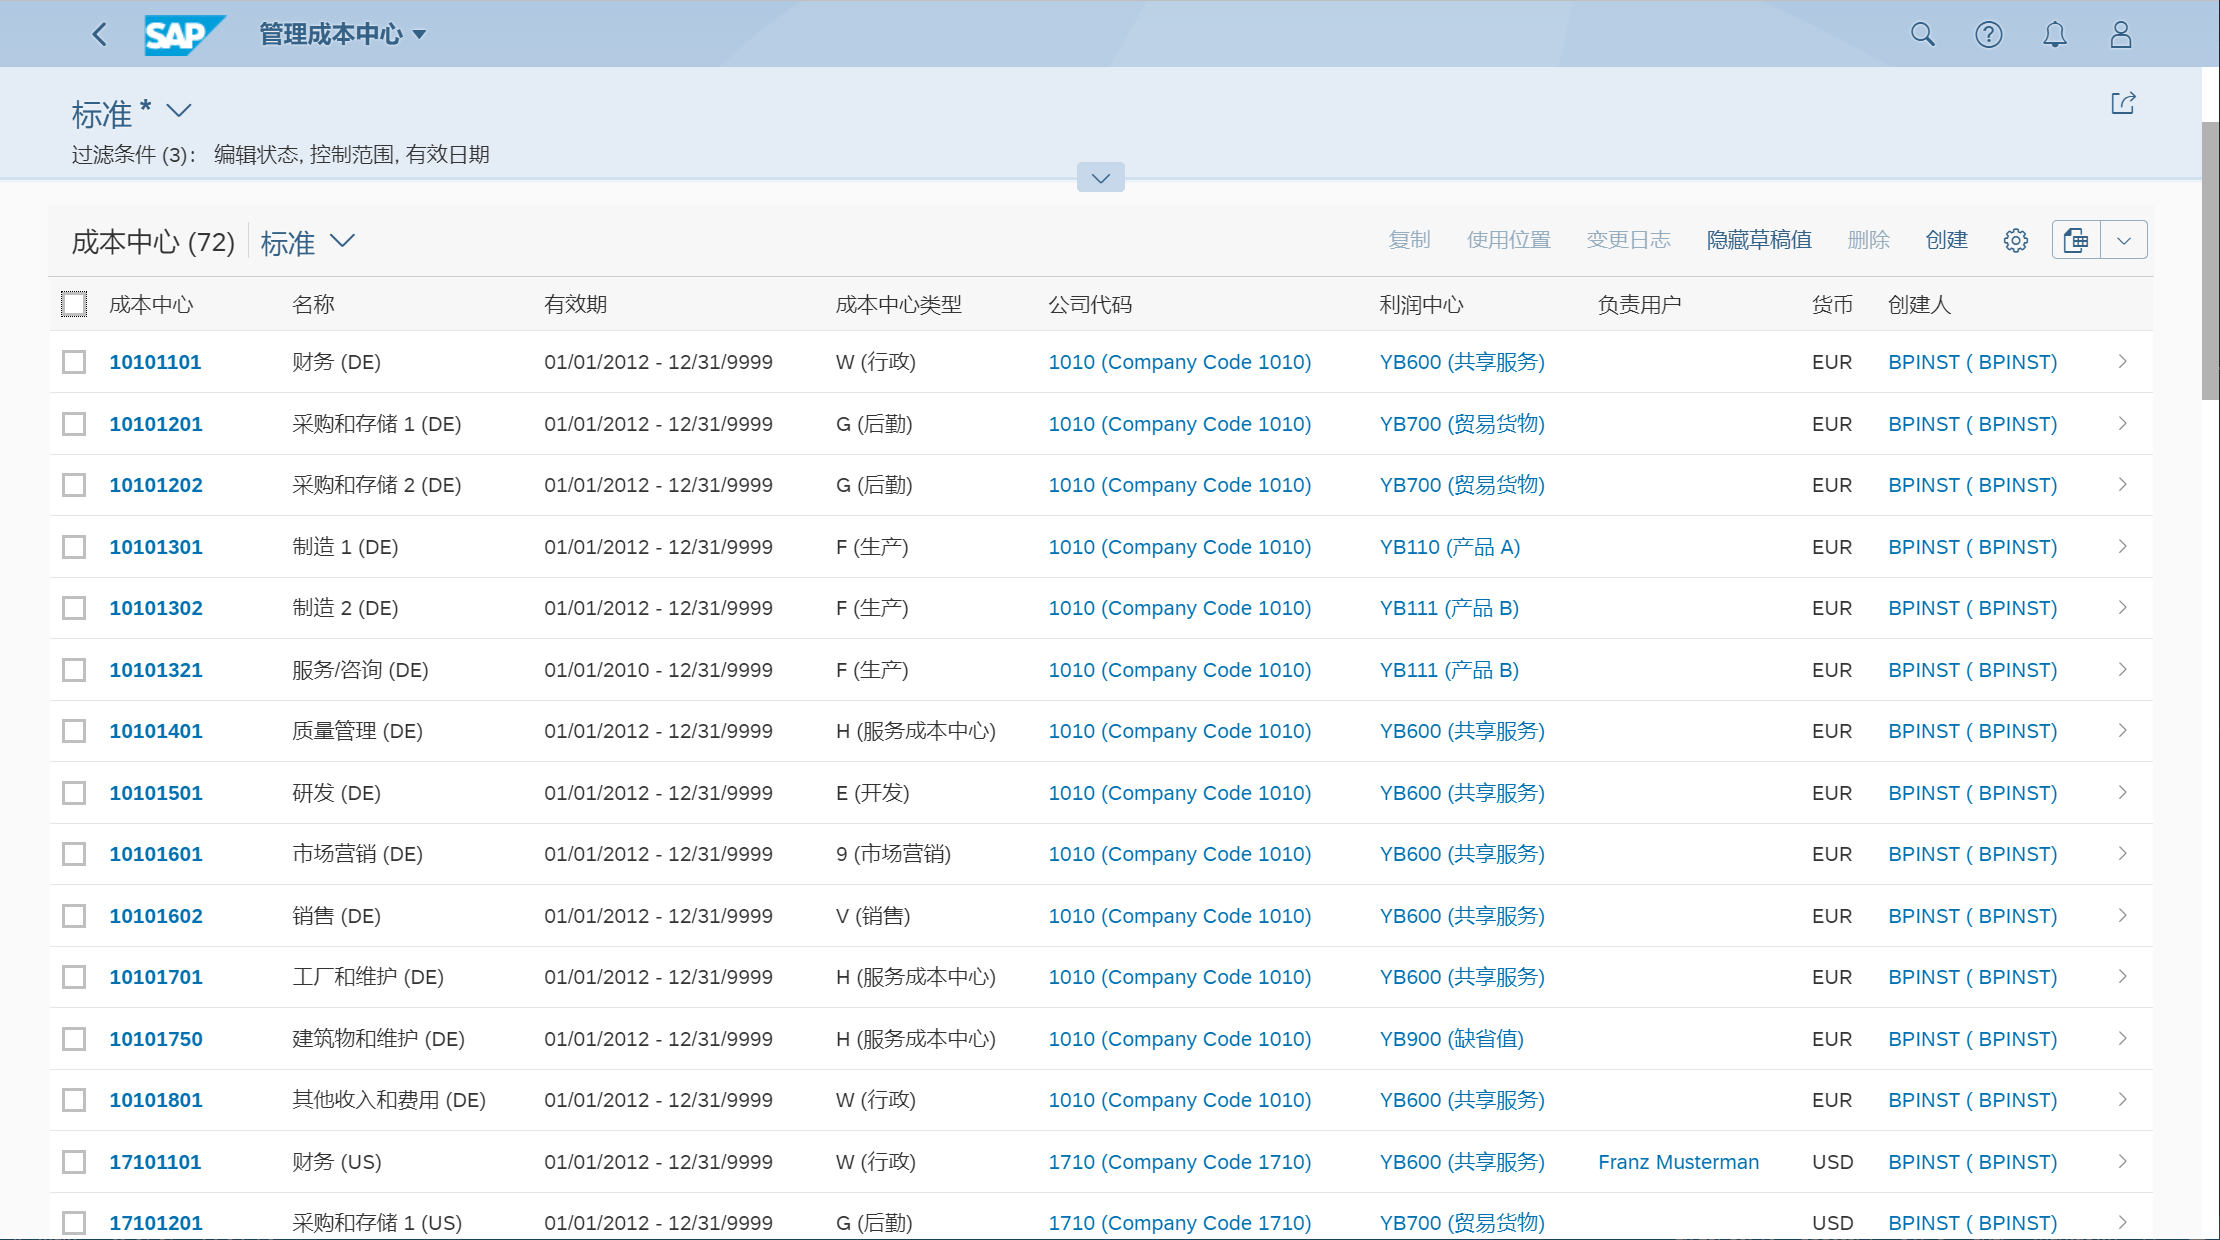 SAP 管理成本中心
标准 *
过滤条件 (3)： 编辑状态, 控制范围, 有效日期
成本中心 (72) 标准 复制 使用位置 变更日志 隐藏草稿值 删除 创建
成本中心 名称 有效期 成本中心类型 公司代码 利润中心 负责用户 货币 创建人
10101101 财务 (DE) 01/01/2012 - 12/31/9999 W (行政) 1010 (Company Code 1010) YB600 (共享服务) EUR BPINST ( BPINST)
10101201 采购和存储 1 (DE) 01/01/2012 - 12/31/9999 G (后勤) 1010 (Company Code 1010) YB700 (贸易货物) EUR BPINST ( BPINST)
10101202 采购和存储 2 (DE) 01/01/2012 - 12/31/9999 G (后勤) 1010 (Company Code 1010) YB700 (贸易货物) EUR BPINST ( BPINST)
10101301 制造 1 (DE) 01/01/2012 - 12/31/9999 F (生产) 1010 (Company Code 1010) YB110 (产品 A) EUR BPINST ( BPINST)
10101302 制造 2 (DE) 01/01/2012 - 12/31/9999 F (生产) 1010 (Company Code 1010) YB111 (产品 B) EUR BPINST ( BPINST)
10101321 服务/咨询 (DE) 01/01/2010 - 12/31/9999 F (生产) 1010 (Company Code 1010) YB111 (产品 B) EUR BPINST ( BPINST)
10101401 质量管理 (DE) 01/01/2012 - 12/31/9999 H (服务成本中心) 1010 (Company Code 1010) YB600 (共享服务) EUR BPINST ( BPINST)
10101501 研发 (DE) 01/01/2012 - 12/31/9999 E (开发) 1010 (Company Code 1010) YB600 (共享服务) EUR BPINST ( BPINST)
10101601 市场营销 (DE) 01/01/2012 - 12/31/9999 9 (市场营销) 1010 (Company Code 1010) YB600 (共享服务) EUR BPINST ( BPINST)
10101602 销售 (DE) 01/01/2012 - 12/31/9999 V (销售) 1010 (Company Code 1010) YB600 (共享服务) EUR BPINST ( BPINST)
10101701 工厂和维护 (DE) 01/01/2012 - 12/31/9999 H (服务成本中心) 1010 (Company Code 1010) YB600 (共享服务) EUR BPINST ( BPINST)
10101750 建筑物和维护 (DE) 01/01/2012 - 12/31/9999 H (服务成本中心) 1010 (Company Code 1010) YB900 (缺省值) EUR BPINST ( BPINST)
10101801 其他收入和费用 (DE) 01/01/2012 - 12/31/9999 W (行政) 1010 (Company Code 1010) YB600 (共享服务) EUR BPINST ( BPINST)
17101101 财务 (US) 01/01/2012 - 12/31/9999 W (行政) 1710 (Company Code 1710) YB600 (共享服务) Franz Musterman USD BPINST ( BPINST)
17101201 采购和存储 1 (US) 01/01/2012 - 12/31/9999 G (后勤) 1710 (Company Code 1710) YB700 (贸易货物) USD BPINST ( BPINST)